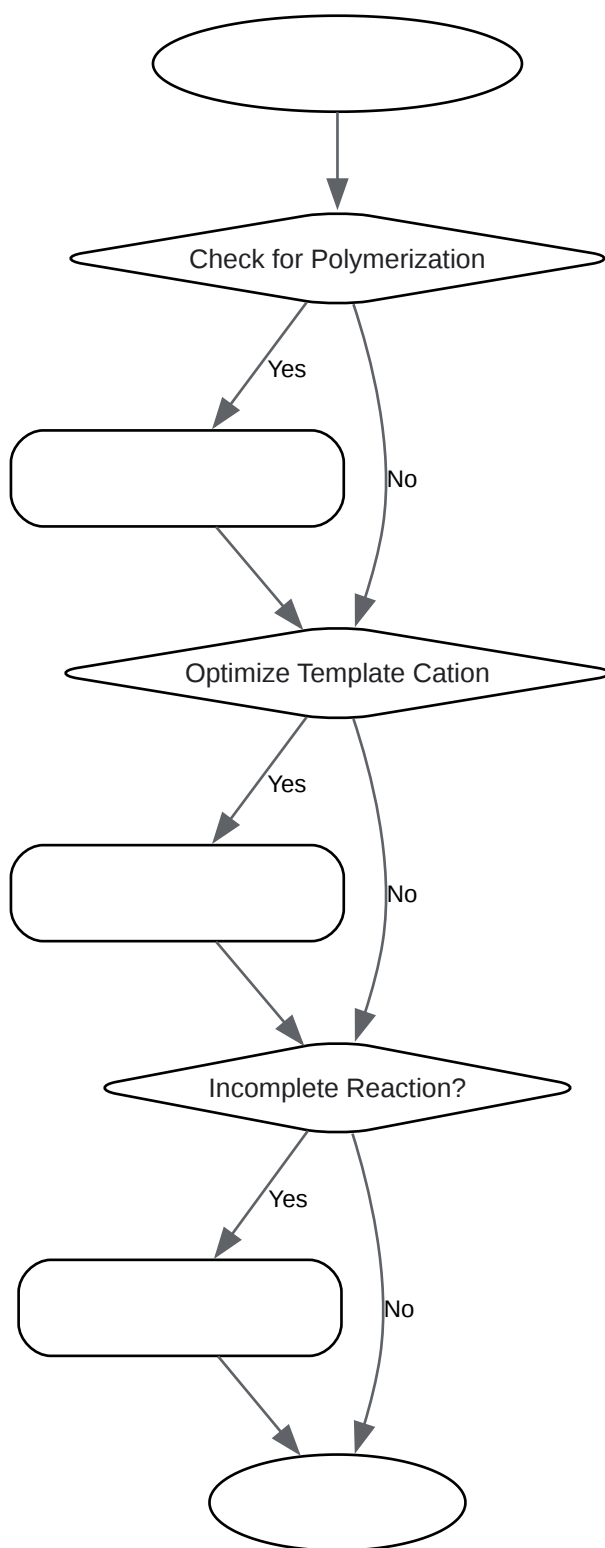 Check for Polymerization
Yes
No
Optimize Template Cation
Yes
No
Incomplete Reaction?
Yes
No